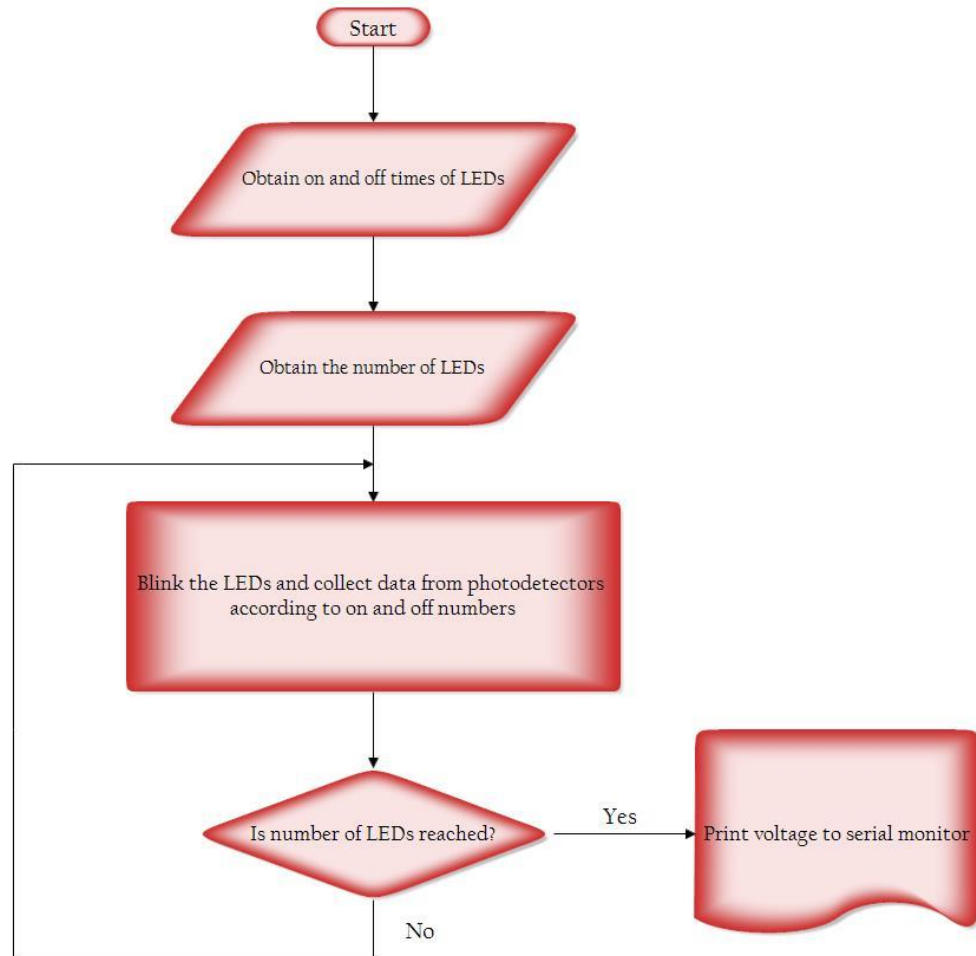 Start
Obtain on and off times of LEDs
Obtain the number of LEDs
Blink the LEDs and collect data from photodetectors
according to on and off numbers
Is number of LEDs reached?
Yes
Print voltage to serial monitor
No